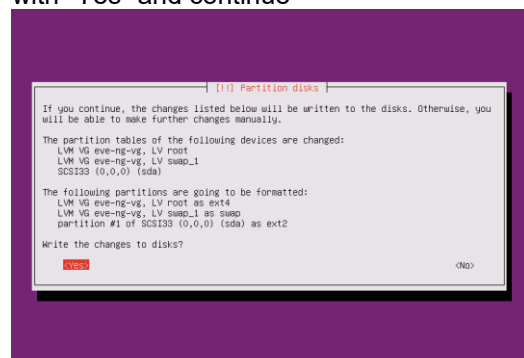 with "Yes" and continue
[!!] Partition disks
If you continue, the changes listed below will be written to the disks. Otherwise, you
will be able to make further changes manually.
The partition tables of the following devices are changed:
LVM VG eve-ng-vg, LV root
LVM VG eve-ng-vg, LV swap_1
SCSI33 (0,0,0) (sda)
The following partitions are going to be formatted:
LVM VG eve-ng-vg, LV root as ext4
LVM VG eve-ng-vg, LV swap_1 as swap
partition #1 of SCSI33 (0,0,0) (sda) as ext2
Write the changes to disks?
<Yes> <No>